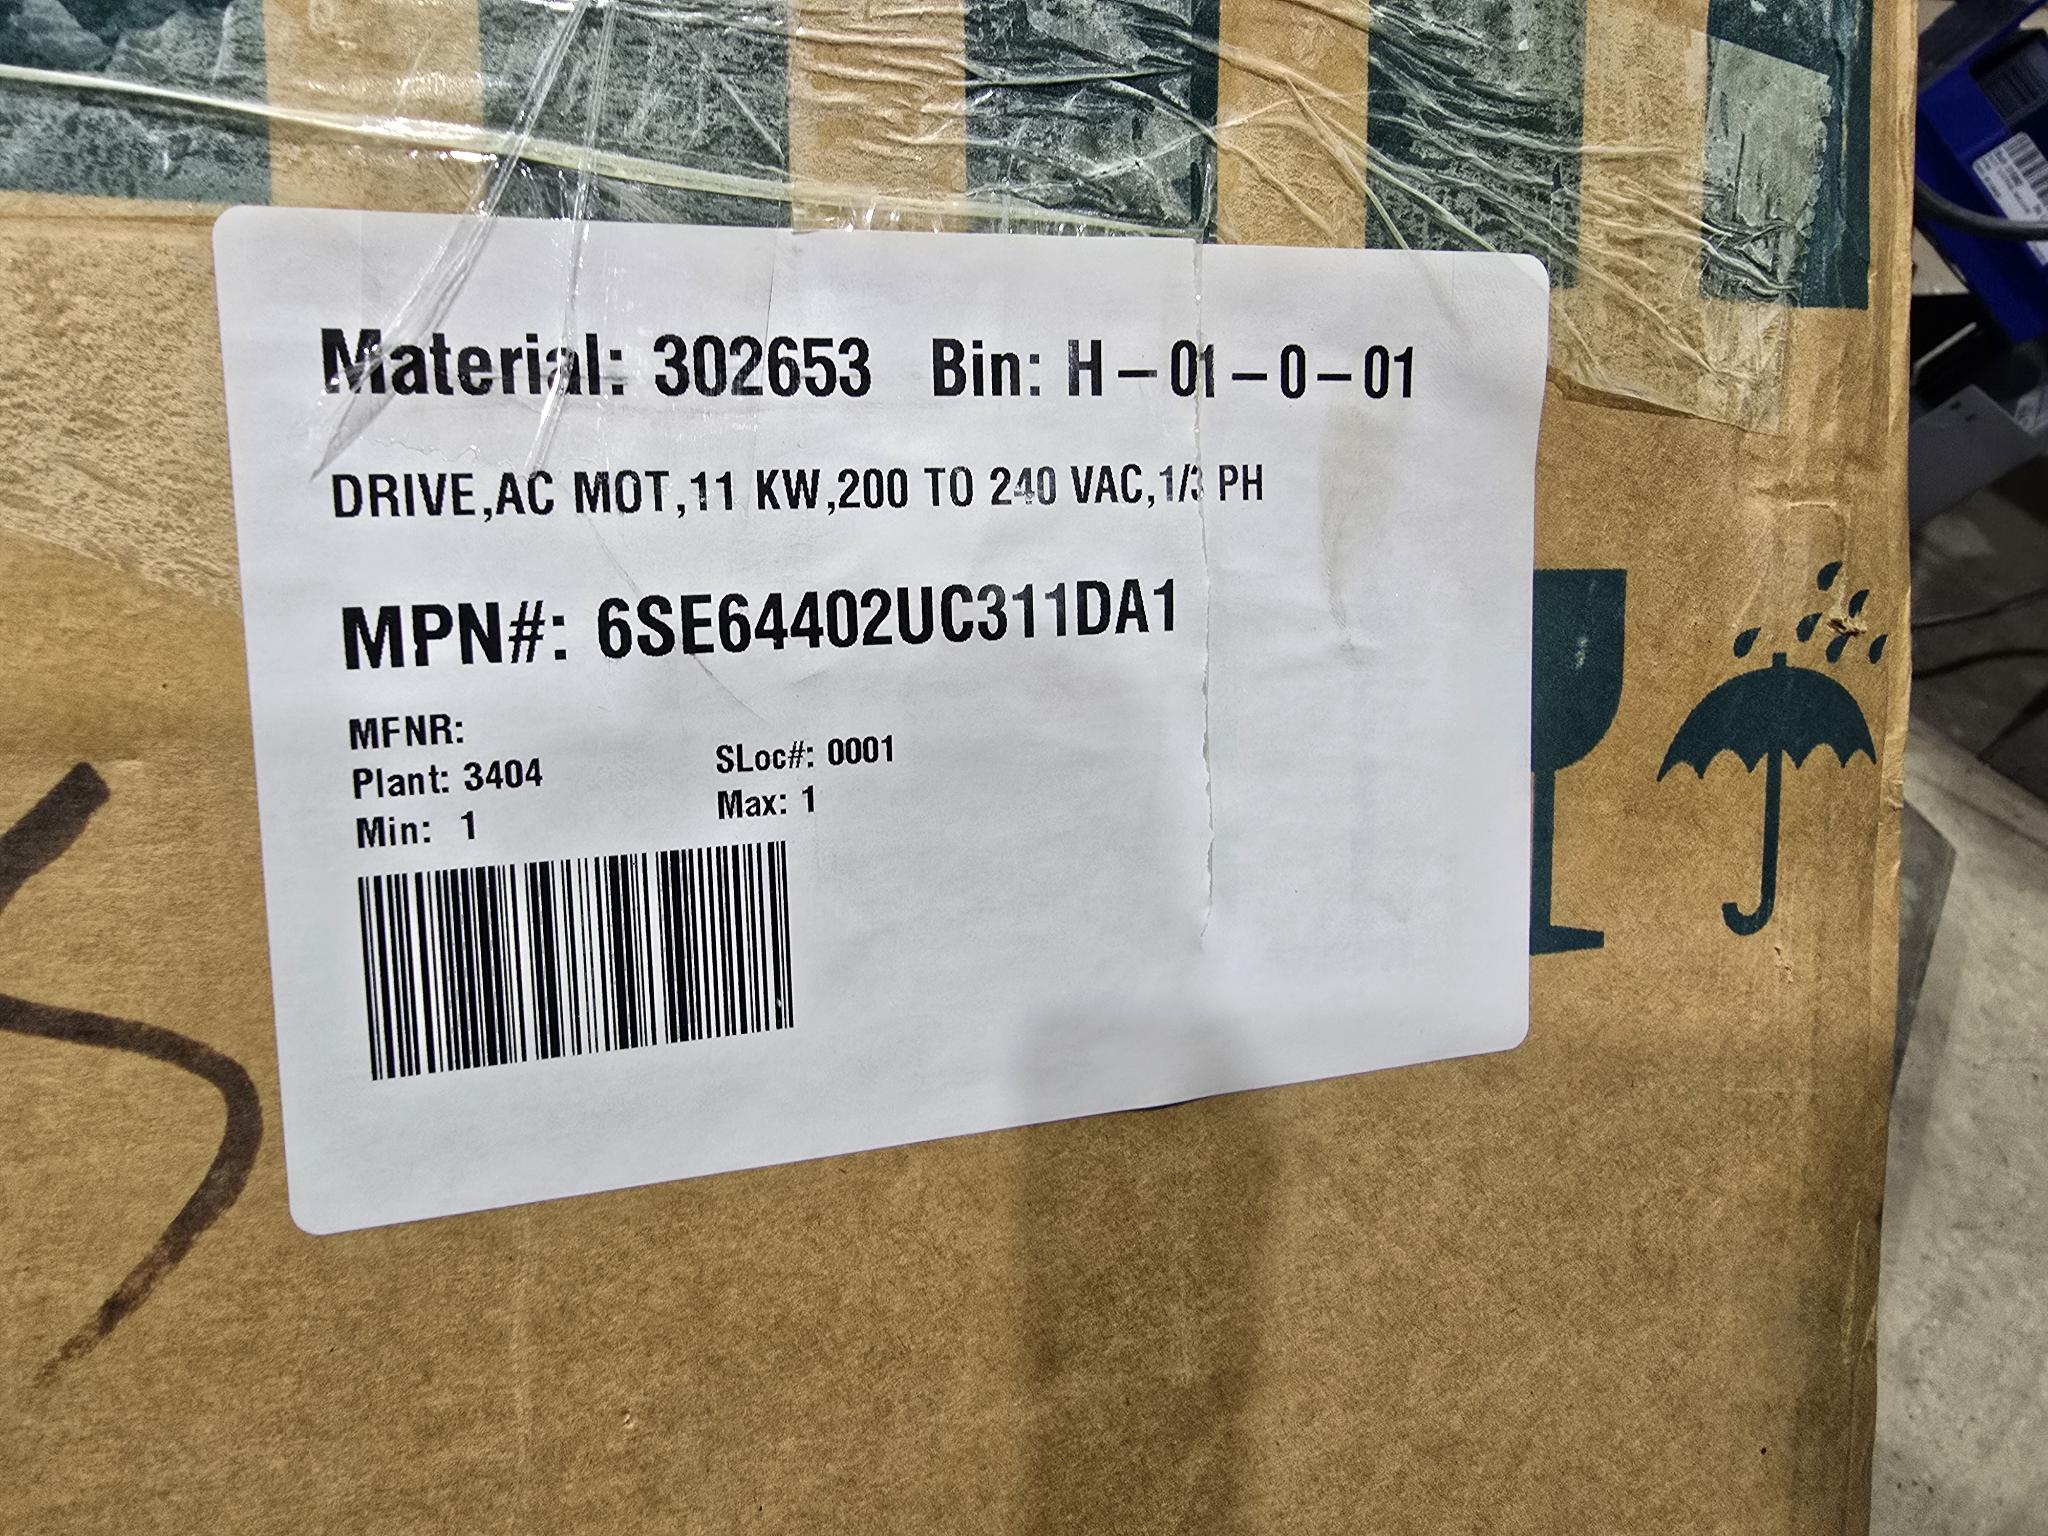 Material: 302653 Bin: H-01-0-01
DRIVE,AC MOT,11 KW,200 TO 240 VAC,1/3 PH
MPN#: 6SE64402UC311DA1
MFNR:
Plant: 3404 SLoc#: 0001
Min: 1 Max: 1